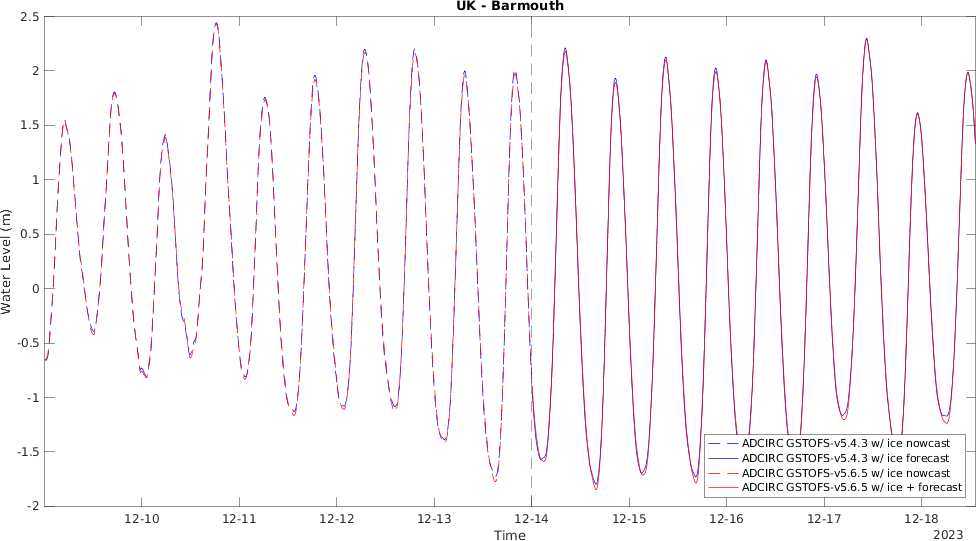 UK - Barmouth
2.5
2
1.5
1
0.5
0
-0.5
-1
-1.5
-2
Water Level (m)
ADCIRC GSTOFS-v5.4.3 w/ ice nowcast
ADCIRC GSTOFS-v5.4.3 w/ ice forecast
ADCIRC GSTOFS-v5.6.5 w/ ice nowcast
ADCIRC GSTOFS-v5.6.5 w/ ice + forecast
12-10 12-11 12-12 12-13 12-14 12-15 12-16 12-17 12-18
Time
2023